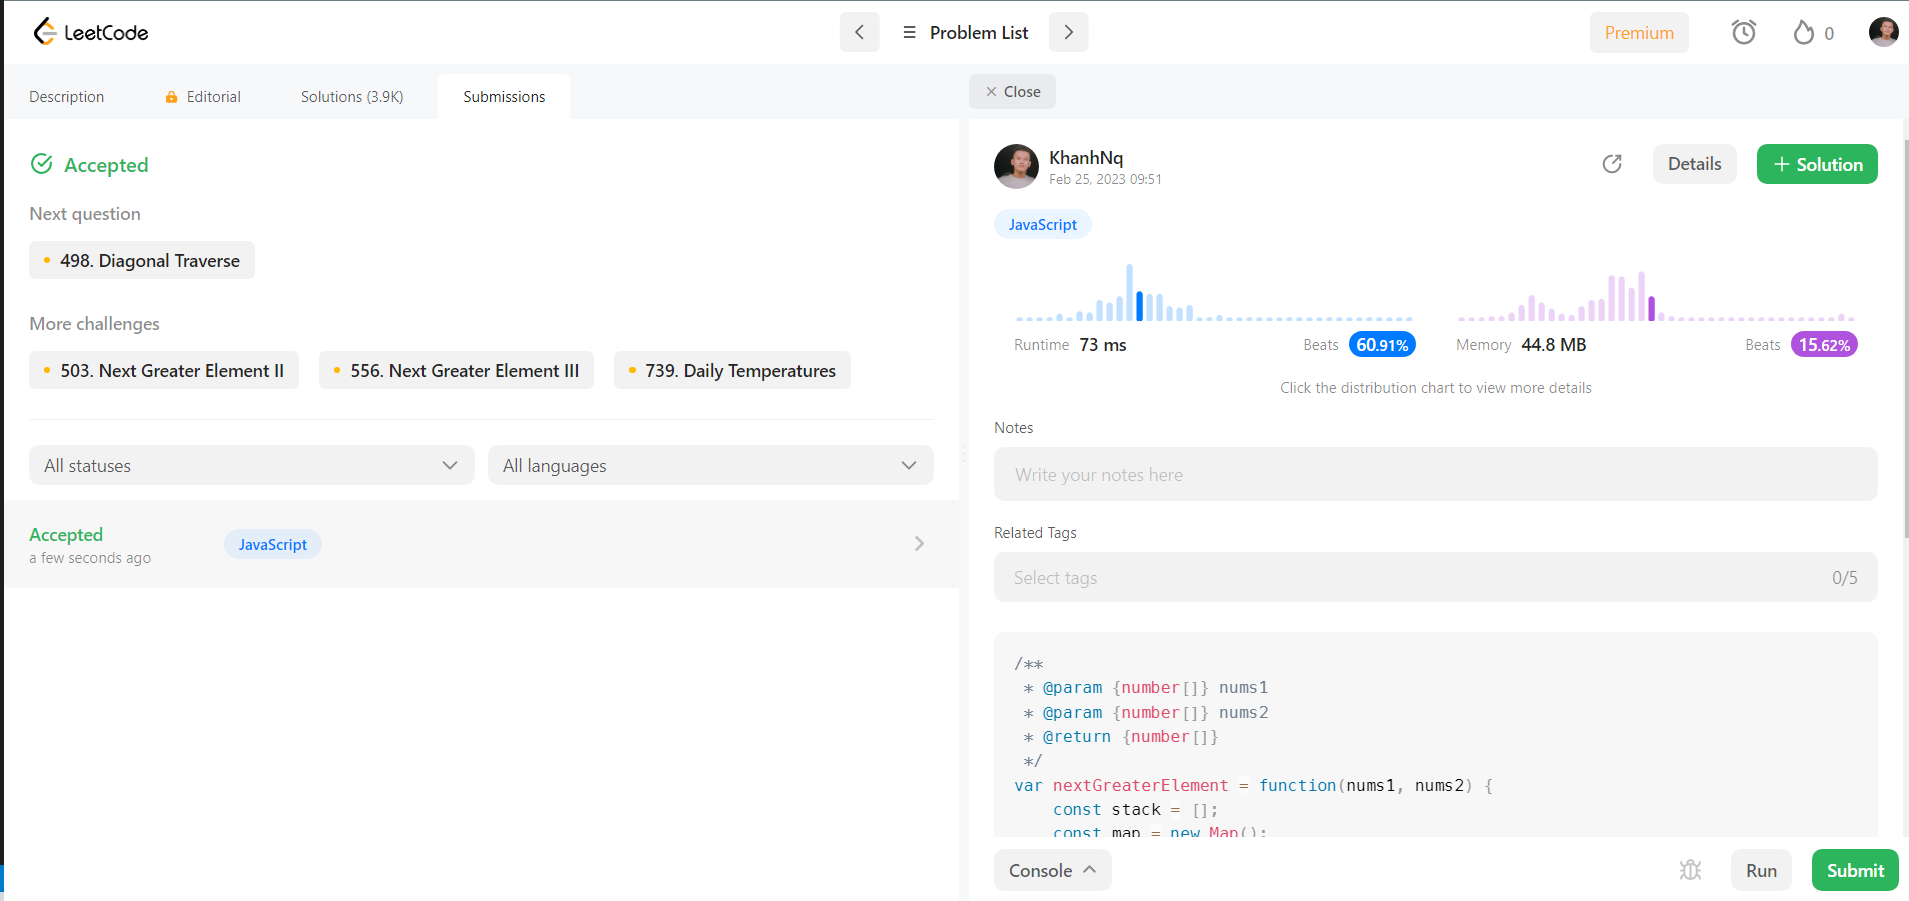 LeetCode
Problem List
Premium
0
Description
Editorial
Solutions (3.9K)
Submissions
Close
Accepted
Next question
498. Diagonal Traverse
More challenges
503. Next Greater Element II
556. Next Greater Element III
739. Daily Temperatures
All statuses
All languages
Accepted
a few seconds ago
JavaScript
KhanhNq
Feb 25, 2023 09:51
Details
+ Solution
JavaScript
Runtime 73 ms
Beats 60.91%
Memory 44.8 MB
Beats 15.62%
Click the distribution chart to view more details
Notes
Write your notes here
Related Tags
Select tags
0/5
/**
 * @param {number[]} nums1
 * @param {number[]} nums2
 * @return {number[]}
 */
var nextGreaterElement = function(nums1, nums2) {
    const stack = [];
    const map = new Map();
Console
Run
Submit